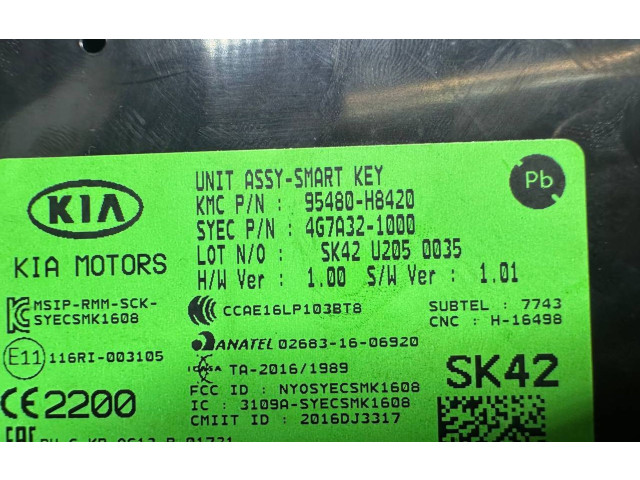 UNIT ASSY-SMART KEY
Pb
KIA
KMC P/N : 95480-H8420
SYEC P/N : 4G7A32-1000
KIA MOTORS
LOT N/O : SK42 U205 0035
H/W Ver : 1.00 S/W Ver : 1.01
MSIP-RMM-SCK-
SYECSMK1608
CCAE16LP103BT8
SUBTEL : 7743
CNC : H-16498
ANATEL 02683-16-06920
E11 116RI-003105
ICASA TA-2016/1989
SK42
FCC ID : NYOSYECSMK1608
CE2200
IC : 3109A-SYECSMK1608
CMIIT ID : 2016DJ3317